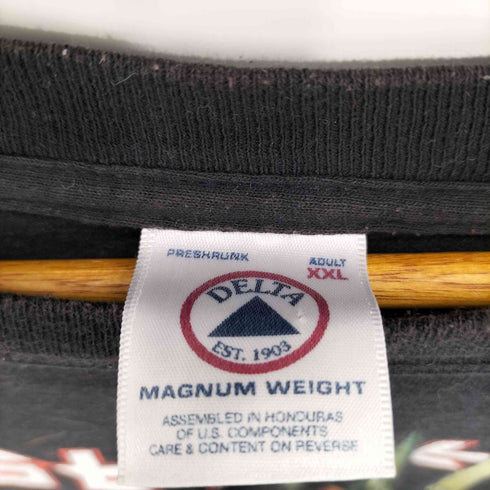 PRESHRUNK
ADULT
XXL
DELTA
EST. 1903
MAGNUM WEIGHT
ASSEMBLED IN HONDURAS
OF U.S. COMPONENTS
CARE & CONTENT ON REVERSE